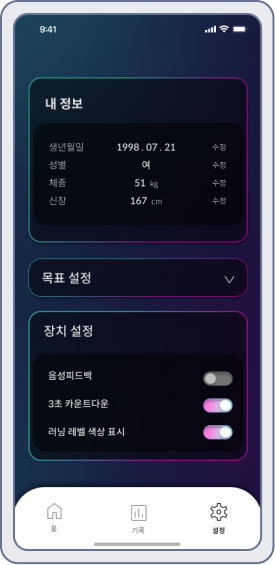 9:41
내 정보
생년월일 1998 . 07 . 21 수정
성별 여 수정
체중 51 kg 수정
신장 167 cm 수정
목표 설정
장치 설정
음성피드백
3초 카운트다운
러닝 레벨 색상 표시
홈 기록 설정